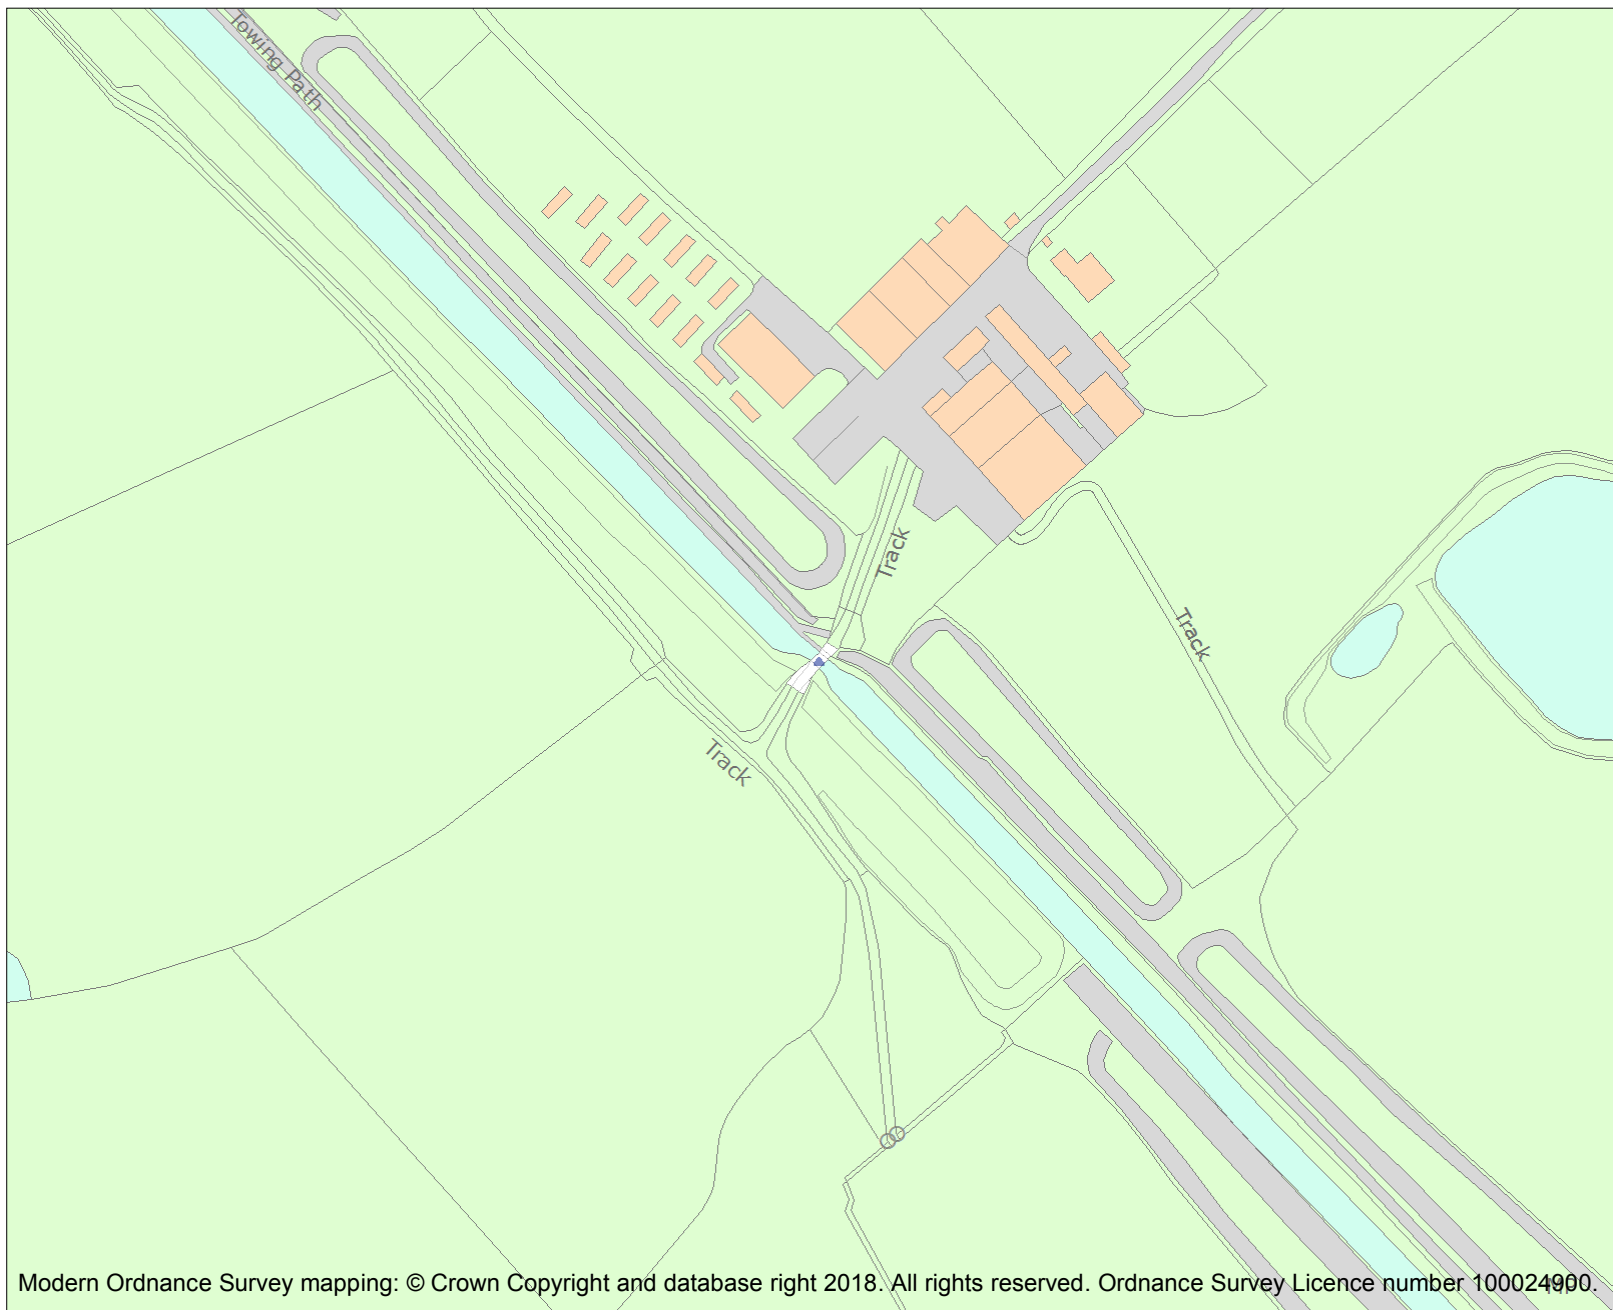 Towing Path
Track
Track
Track
Modern Ordnance Survey mapping: © Crown Copyright and database right 2018. All rights reserved. Ordnance Survey Licence number 100024900.